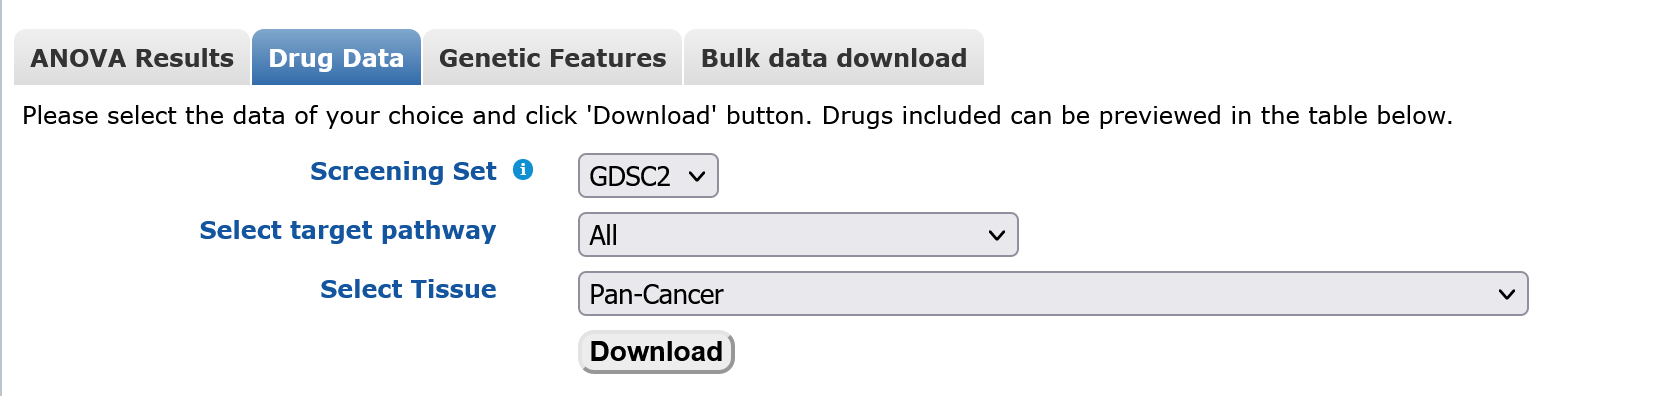 ANOVA Results Drug Data Genetic Features Bulk data download
Please select the data of your choice and click 'Download' button. Drugs included can be previewed in the table below.
Screening Set i GDSC2
Select target pathway All
Select Tissue Pan-Cancer
Download